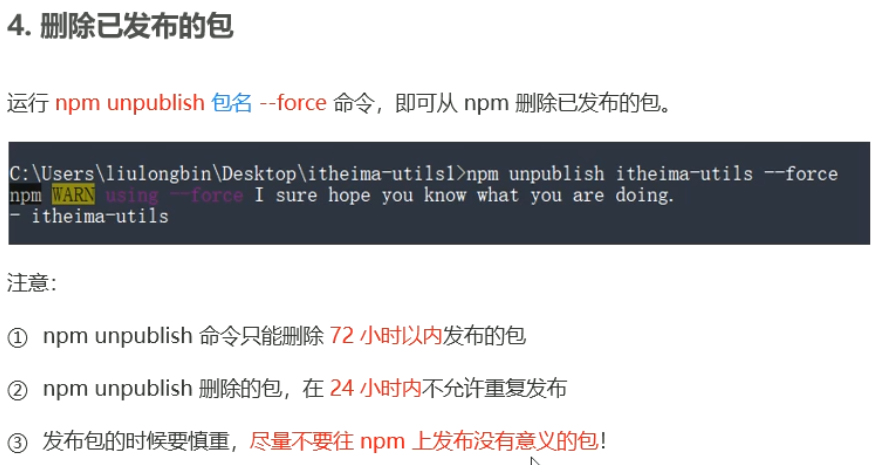 4. 删除已发布的包
运行 npm unpublish 包名 --force 命令，即可从 npm 删除已发布的包。
C:\Users\liulongbin\Desktop\itheima-utils1>npm unpublish itheima-utils --force
npm WARN using --force I sure hope you know what you are doing.
- itheima-utils
注意：
① npm unpublish 命令只能删除 72 小时以内发布的包
② npm unpublish 删除的包，在 24 小时内不允许重复发布
③ 发布包的时候要慎重，尽量不要往 npm 上发布没有意义的包！